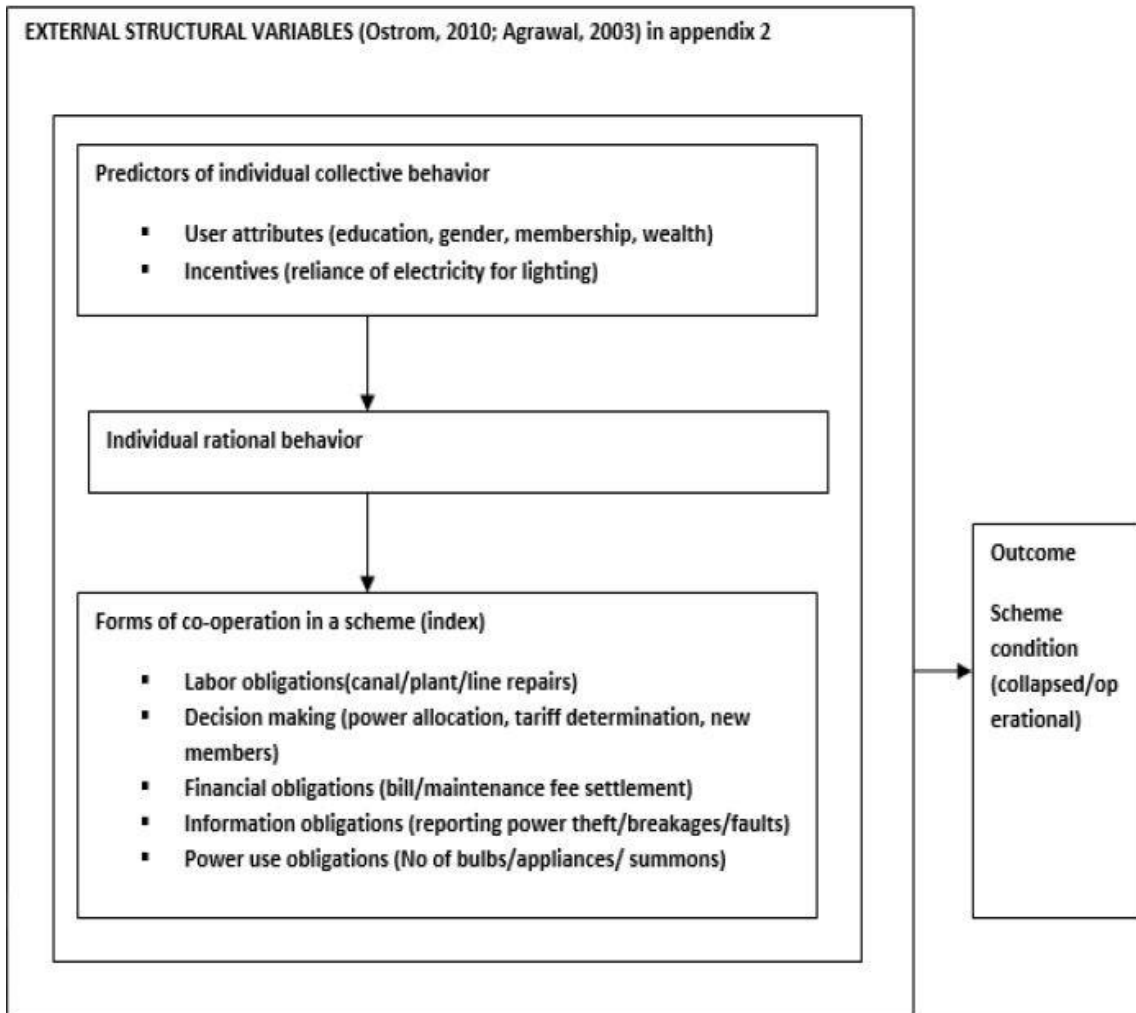 EXTERNAL STRUCTURAL VARIABLES (Ostrom, 2010; Agrawal, 2003) in appendix 2
Predictors of individual collective behavior
▪ User attributes (education, gender, membership, wealth)
▪ Incentives (reliance of electricity for lighting)
Individual rational behavior
Forms of co-operation in a scheme (index)
▪ Labor obligations(canal/plant/line repairs)
▪ Decision making (power allocation, tariff determination, new
members)
▪ Financial obligations (bill/maintenance fee settlement)
▪ Information obligations (reporting power theft/breakages/faults)
▪ Power use obligations (No of bulbs/appliances/ summons)
Outcome
Scheme
condition
(collapsed/op
erational)